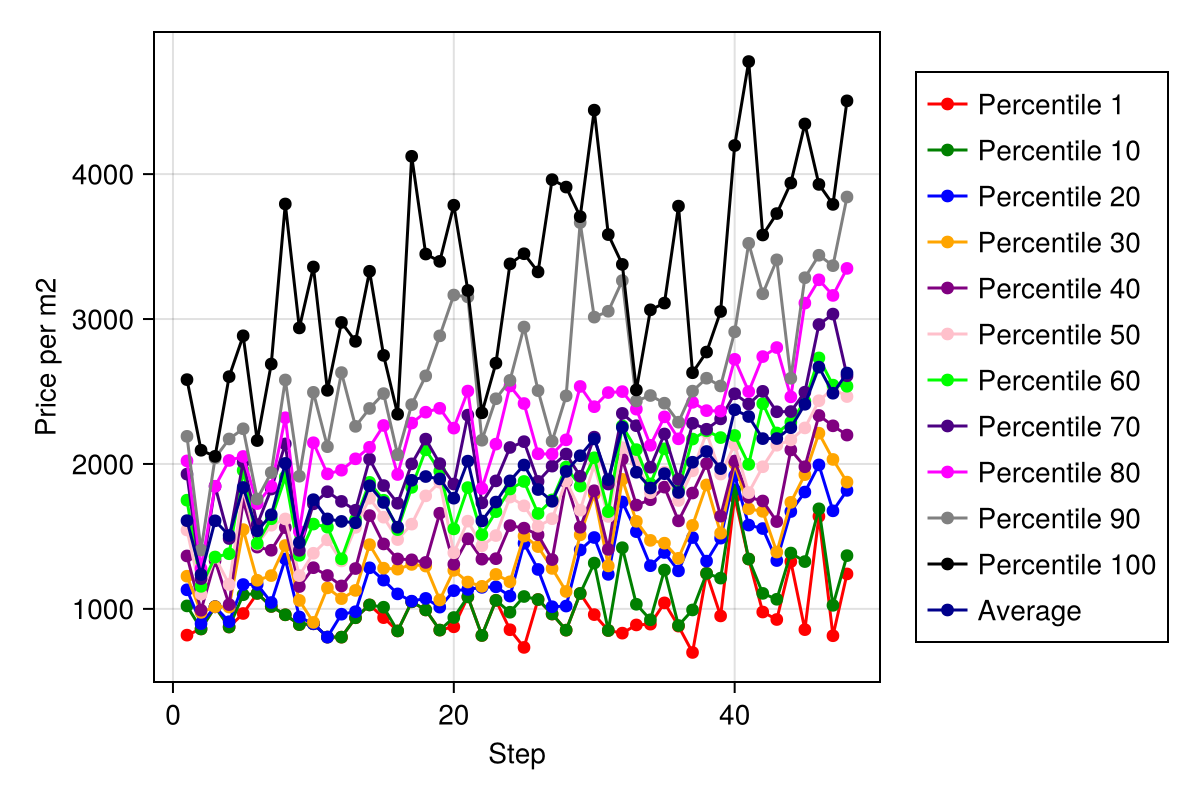 4000
3000
2000
1000
Price per m2
0
20
40
Step
Percentile 1
Percentile 10
Percentile 20
Percentile 30
Percentile 40
Percentile 50
Percentile 60
Percentile 70
Percentile 80
Percentile 90
Percentile 100
Average